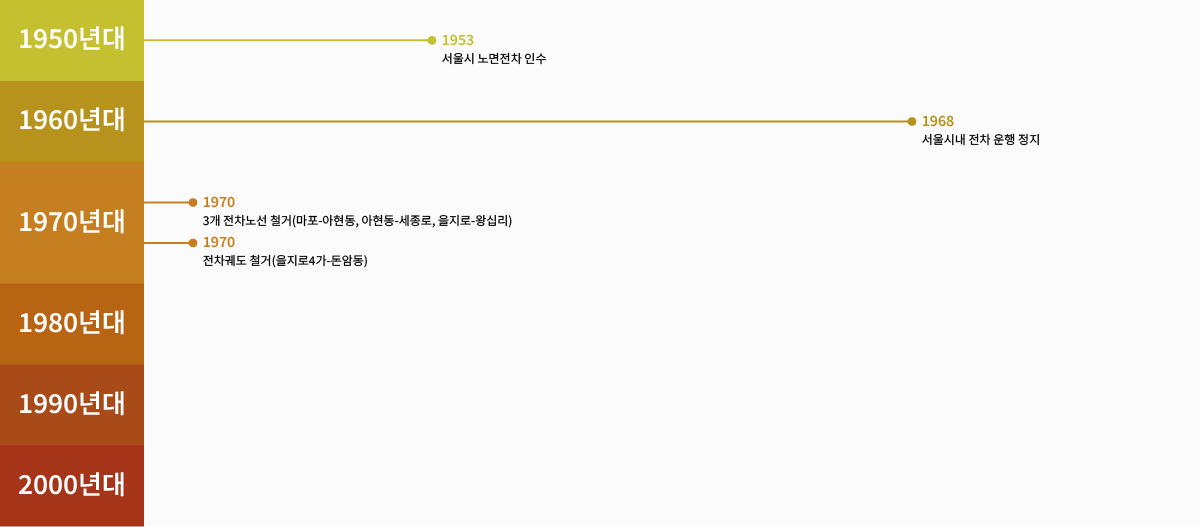 1950년대
1953
서울시 노면전차 인수
1960년대
1968
서울시내 전차 운행 정지
1970년대
1970
3개 전차노선 철거(마포-아현동, 아현동-세종로, 을지로-왕십리)
1970
전차궤도 철거(을지로4가-돈암동)
1980년대
1990년대
2000년대